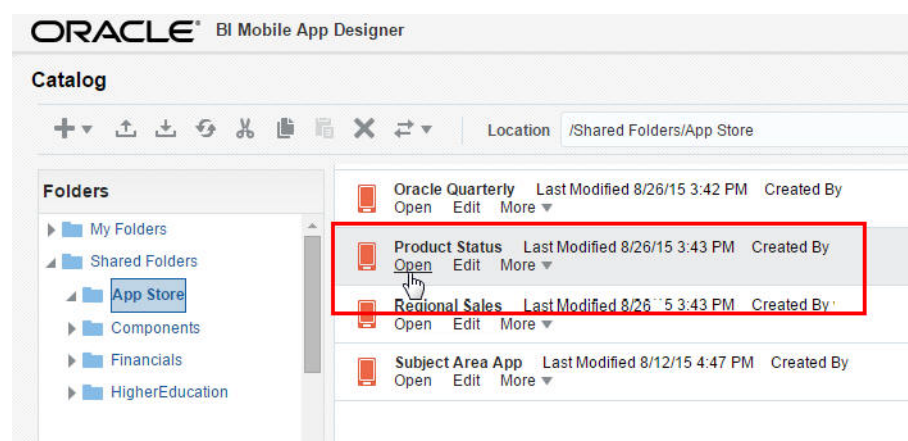 ORACLE® BI Mobile App Designer
Catalog
Location /Shared Folders/App Store
Folders
My Folders
Shared Folders
App Store
Components
Financials
HigherEducation
Oracle Quarterly Last Modified 8/26/15 3:42 PM Created By
Open Edit More
Product Status Last Modified 8/26/15 3:43 PM Created By
Open Edit More
Regional Sales Last Modified 5 3:43 PM Created By
Open Edit More
Subject Area App Last Modified 8/12/15 4:47 PM Created By
Open Edit More